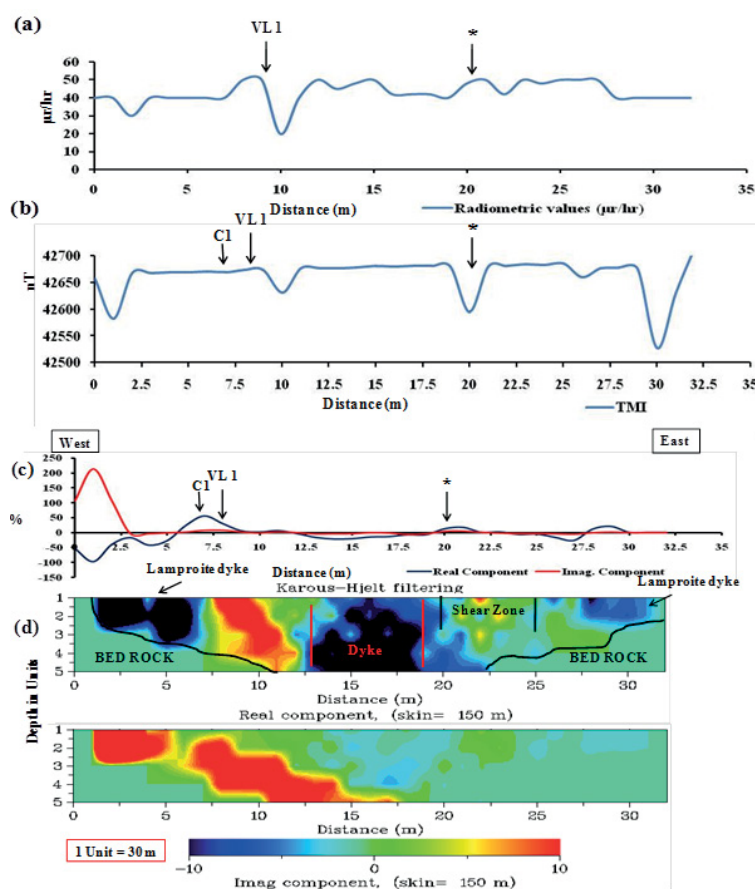 (a)
VL 1
*
µr/hr
60
50
40
30
20
10
0
0 5 10 15 20 25 30 35
Distance (m)
Radiometric values (µr/hr)
(b)
C1
VL 1
*
nT
42700
42650
42600
42550
42500
0 2.5 5 7.5 10 12.5 15 17.5 20 22.5 25 27.5 30 32.5
Distance (m)
TMI
West
East
(c)
C1
VL 1
*
%
250
200
150
100
50
0
-50
-100
-150
0 2.5 5 7.5 10 12.5 15 17.5 20 22.5 25 27.5 30 32.5 35
Real Component
Imag. Component
Lamproite dyke
Distance (m)
Karous-Hjelt filtering
Lamproite dyke
(d)
Depth in Units
1
2
3
4
5
BED ROCK
Dyke
Shear Zone
BED ROCK
0 5 10 15 20 25 30
Distance (m)
Real component, (skin= 150 m)
1
2
3
4
5
0 5 10 15 20 25 30
Distance (m)
1 Unit = 30 m
-10 0 10
Imag component, (skin= 150 m)